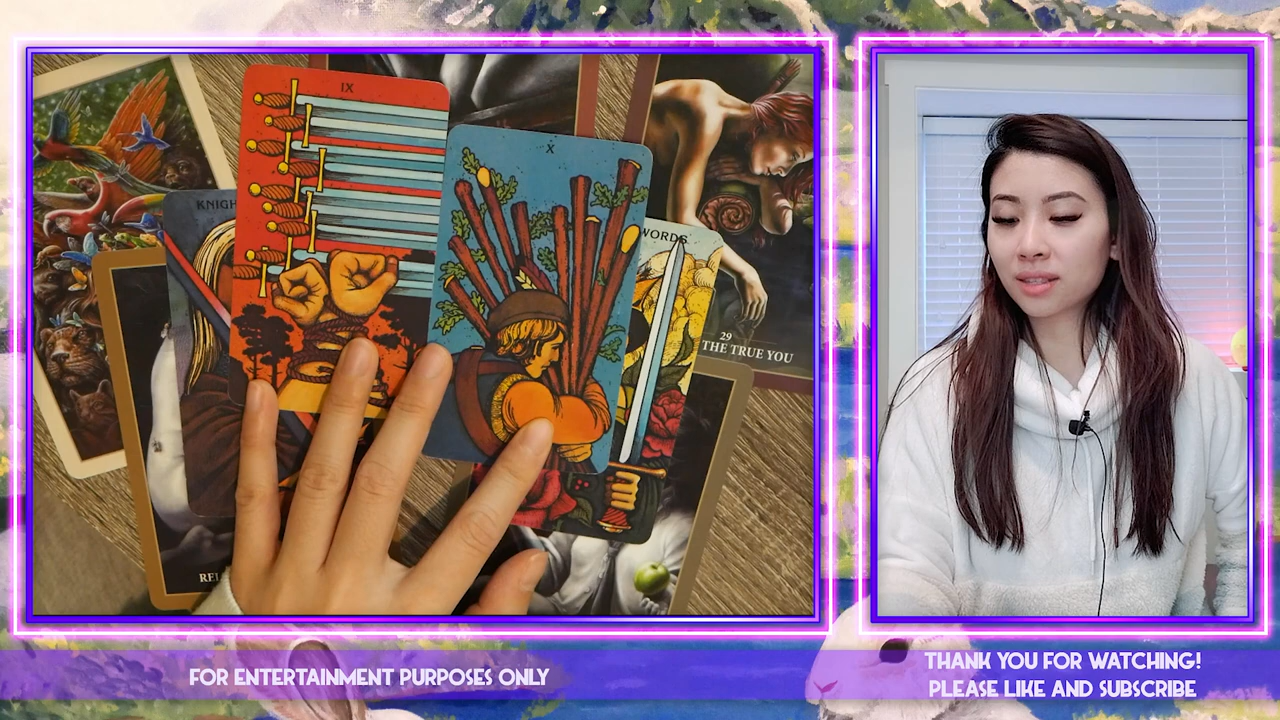 IX
X
KNIGH
WORDS
29
THE TRUE YOU
REL
FOR ENTERTAINMENT PURPOSES ONLY
THANK YOU FOR WATCHING!
PLEASE LIKE AND SUBSCRIBE